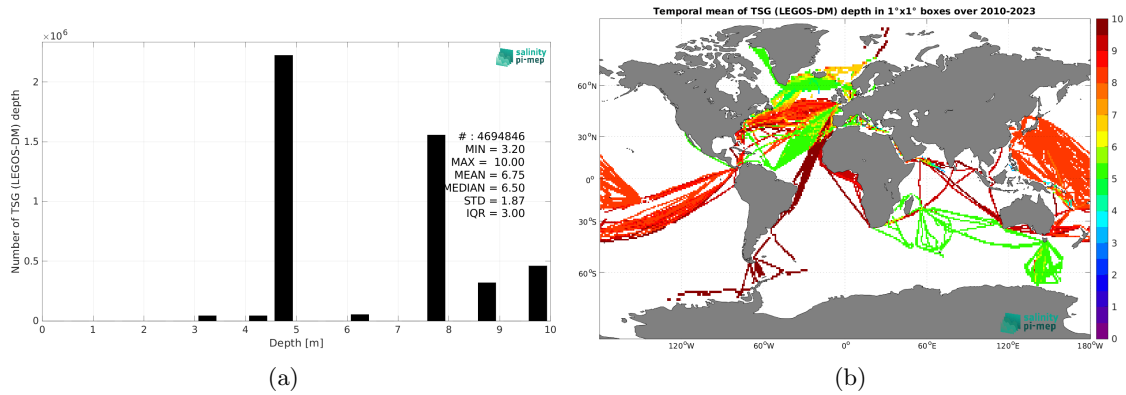 ×10⁶
2
1.5
1
0.5
0
Number of TSG (LEGOS-DM) depth
salinity
pi-mep
# : 4694846
MIN = 3.20
MAX = 10.00
MEAN = 6.75
MEDIAN = 6.50
STD = 1.87
IQR = 3.00
0 1 2 3 4 5 6 7 8 9 10
Depth [m]
(a)
Temporal mean of TSG (LEGOS-DM) depth in 1°x1° boxes over 2010-2023
60°N
30°N
0°
30°S
60°S
120°W 60°W 0° 60°E 120°E 180°W
salinity
pi-mep
10
9
8
7
6
5
4
3
2
1
0
(b)